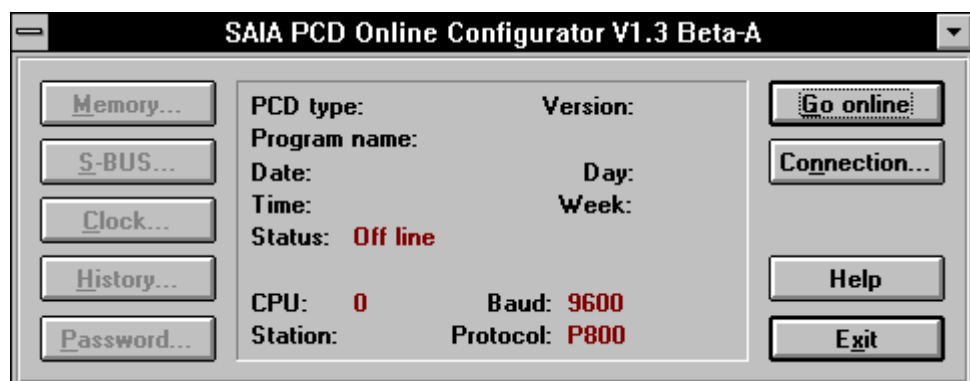 SAIA PCD Online Configurator V1.3 Beta-A
Memory...
S-BUS...
Clock...
History...
Password...
PCD type: Version:
Program name:
Date: Day:
Time: Week:
Status: Off line
CPU: 0 Baud: 9600
Station: Protocol: P800
Go online
Connection...
Help
Exit